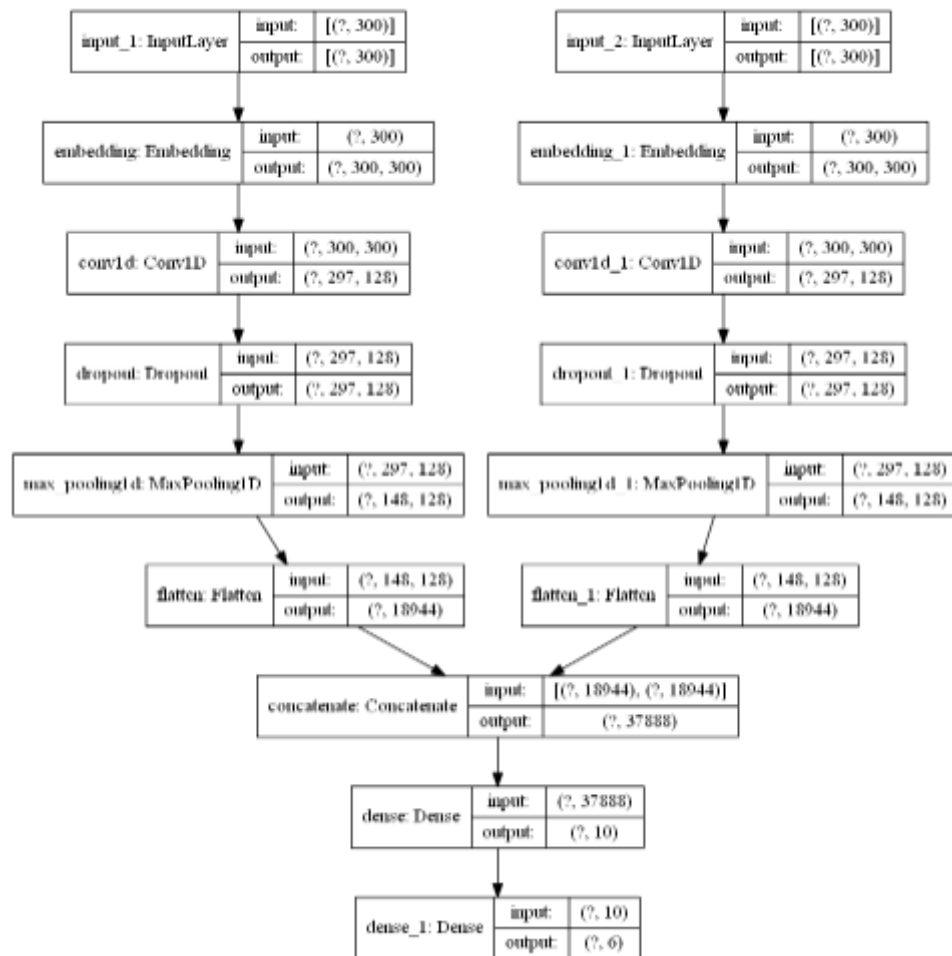 input_1: InputLayer input: [(?, 300)] output: [(?, 300)]
input_2: InputLayer input: [(?, 300)] output: [(?, 300)]
embedding: Embedding input: (?, 300) output: (?, 300, 300)
embedding_1: Embedding input: (?, 300) output: (?, 300, 300)
conv1d: Conv1D input: (?, 300, 300) output: (?, 297, 128)
conv1d_1: Conv1D input: (?, 300, 300) output: (?, 297, 128)
dropout: Dropout input: (?, 297, 128) output: (?, 297, 128)
dropout_1: Dropout input: (?, 297, 128) output: (?, 297, 128)
max_pooling1d: MaxPooling1D input: (?, 297, 128) output: (?, 148, 128)
max_pooling1d_1: MaxPooling1D input: (?, 297, 128) output: (?, 148, 128)
flatten: Flatten input: (?, 148, 128) output: (?, 18944)
flatten_1: Flatten input: (?, 148, 128) output: (?, 18944)
concatenate: Concatenate input: [(?, 18944), (?, 18944)] output: (?, 37888)
dense: Dense input: (?, 37888) output: (?, 10)
dense_1: Dense input: (?, 10) output: (?, 6)